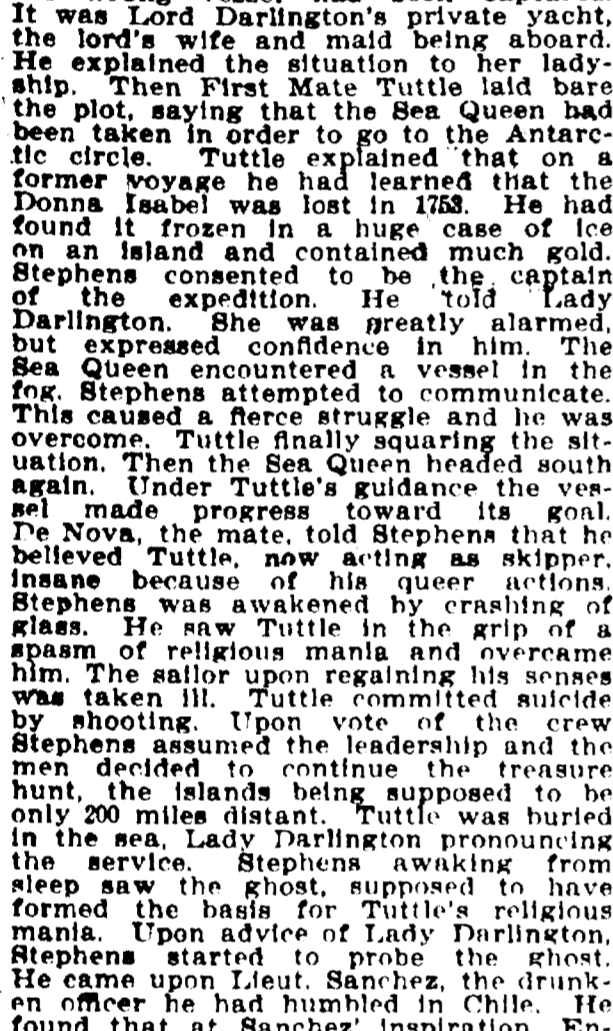 It was Lord Darlington's private yacht,
the lord's wife and maid being aboard.
He explained the situation to her lady-
ship. Then First Mate Tuttle laid bare
the plot, saying that the Sea Queen had
been taken in order to go to the Antarc-
tic circle. Tuttle explained that on a
former voyage he had learned that the
Donna Isabel was lost in 1753. He had
found it frozen in a huge case of ice
on an island and contained much gold.
Stephens consented to be the captain
of the expedition. He told Lady
Darlington. She was greatly alarmed,
but expressed confidence in him. The
Sea Queen encountered a vessel in the
fog. Stephens attempted to communicate.
This caused a fierce struggle and he was
overcome. Tuttle finally squaring the sit-
uation. Then the Sea Queen headed south
again. Under Tuttle's guidance the ves-
sel made progress toward its goal.
De Nova, the mate, told Stephens that he
believed Tuttle, now acting as skipper,
insane because of his queer actions.
Stephens was awakened by crashing of
glass. He saw Tuttle in the grip of a
spasm of religious mania and overcame
him. The sailor upon regaining his senses
was taken ill. Tuttle committed suicide
by shooting. Upon vote of the crew
Stephens assumed the leadership and the
men decided to continue the treasure
hunt, the islands being supposed to be
only 200 miles distant. Tuttle was buried
in the sea, Lady Darlington pronouncing
the service. Stephens awaking from
sleep saw the ghost, supposed to have
formed the basis for Tuttle's religious
mania. Upon advice of Lady Darlington,
Stephens started to probe the ghost.
He came upon Lieut. Sanchez, the drunk-
en officer he had humbled in Chile. He
found that at Sanchez' inspiration